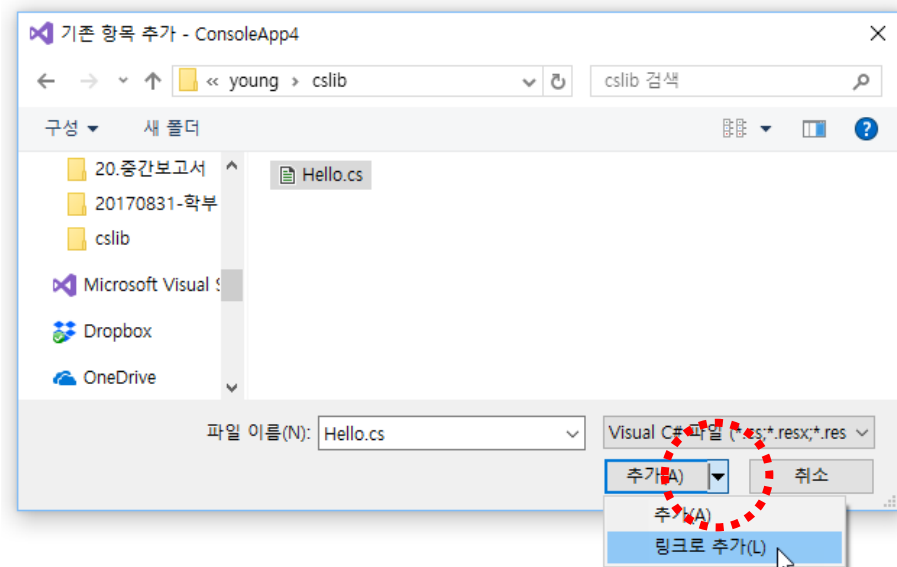 기존 항목 추가 - ConsoleApp4
« young › cslib
cslib 검색
구성
새 폴더
20.중간보고서
20170831-학부
cslib
Microsoft Visual
Dropbox
OneDrive
Hello.cs
파일 이름(N): Hello.cs
Visual C# 파일 (*.cs;*.resx;*.res
추가(A)
취소
추가(A)
링크로 추가(L)